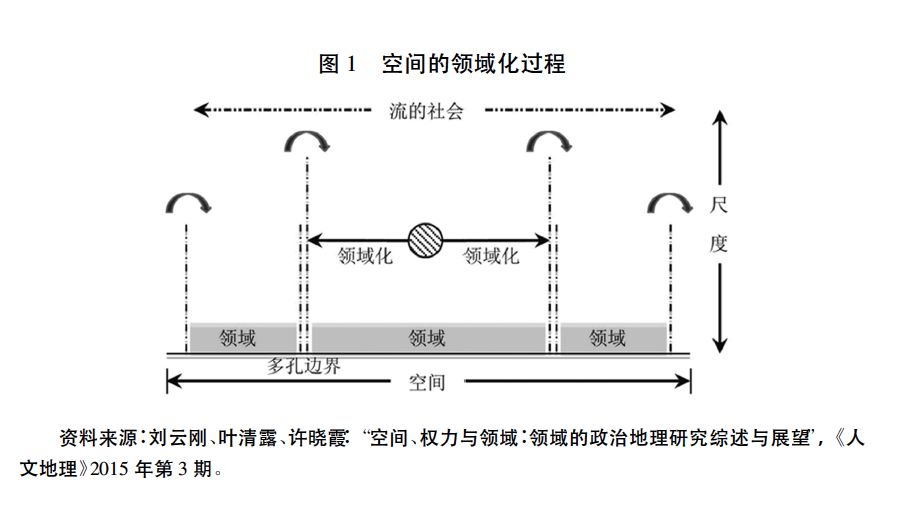 图 1 空间的领域化过程
流的社会
尺
度
领域化 领域化
领域 领域 领域
多孔边界
空间
资料来源:刘云刚、叶清露、许晓霞:“空间、权力与领域:领域的政治地理研究综述与展望”,《人
文地理》2015 年第 3 期。